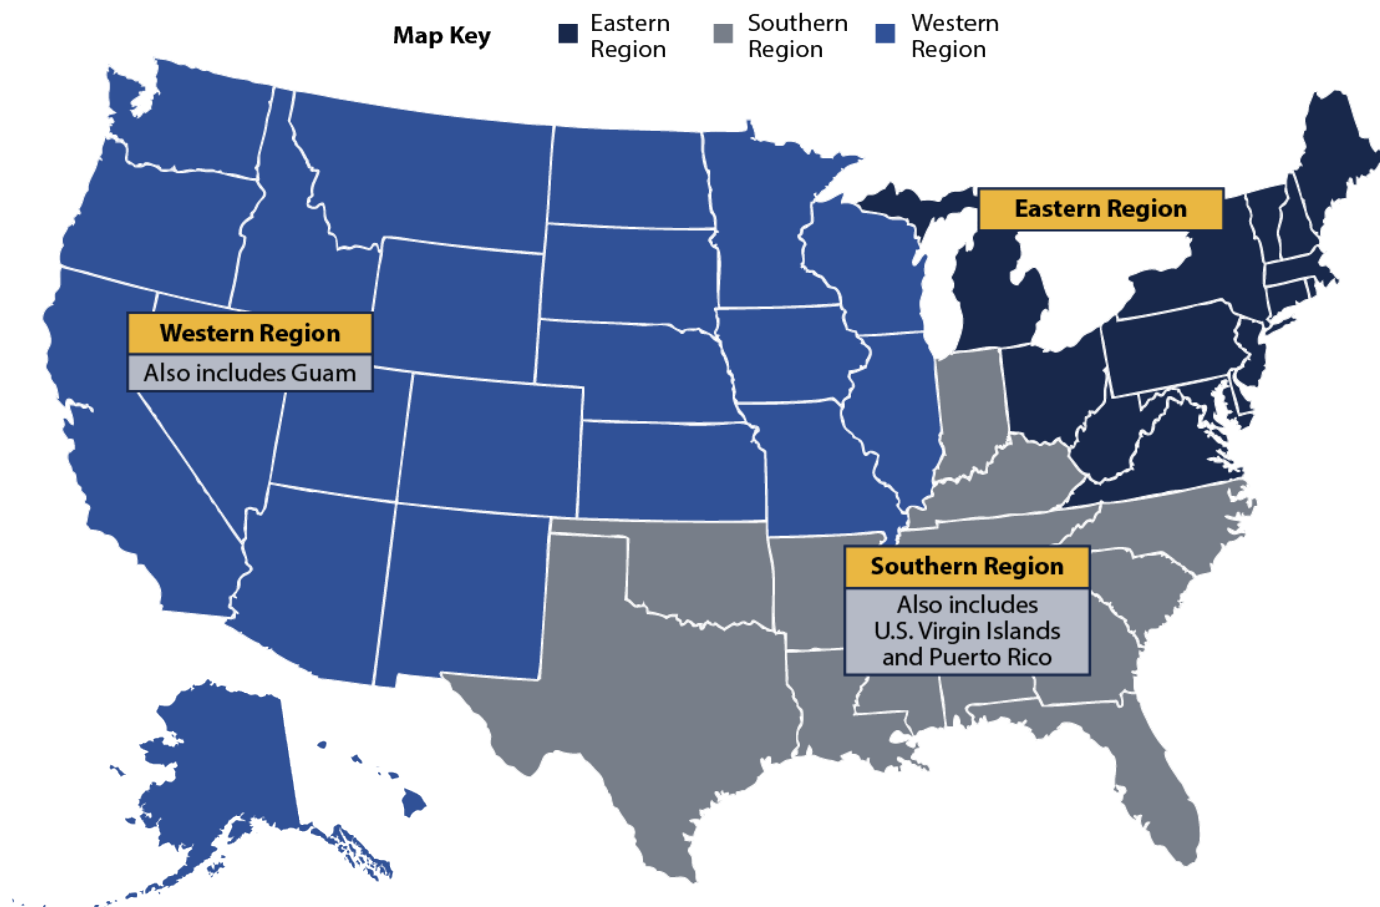 Map Key
Eastern
Region
Southern
Region
Western
Region
Eastern Region
Western Region
Also includes Guam
Southern Region
Also includes
U.S. Virgin Islands
and Puerto Rico